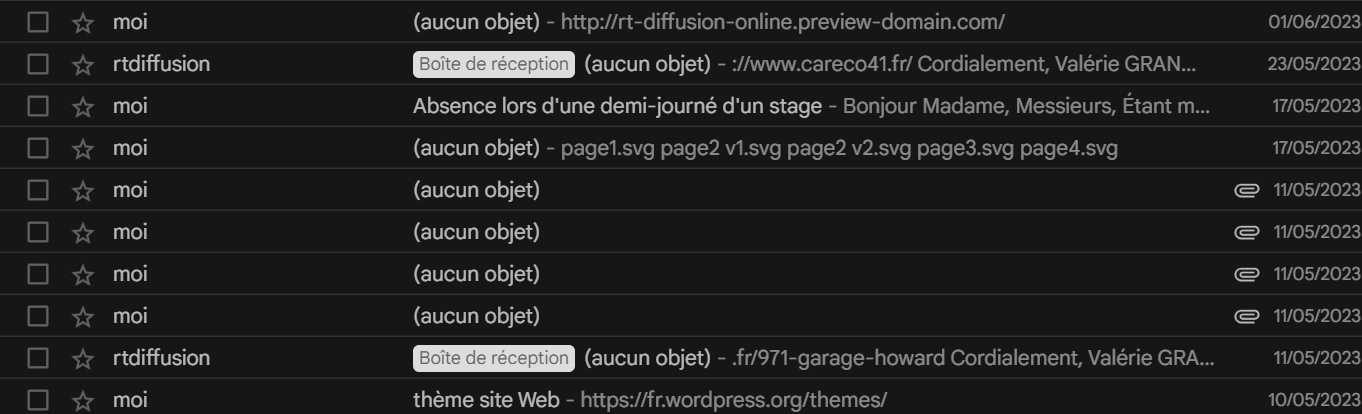 moi (aucun objet) - http://rt-diffusion-online.preview-domain.com/ 01/06/2023
rtdiffusion Boîte de réception (aucun objet) - ://www.careco41.fr/ Cordialement, Valérie GRAN... 23/05/2023
moi Absence lors d'une demi-journé d'un stage - Bonjour Madame, Messieurs, Étant m... 17/05/2023
moi (aucun objet) - page1.svg page2 v1.svg page2 v2.svg page3.svg page4.svg 17/05/2023
moi (aucun objet) 11/05/2023
moi (aucun objet) 11/05/2023
moi (aucun objet) 11/05/2023
moi (aucun objet) 11/05/2023
rtdiffusion Boîte de réception (aucun objet) - .fr/971-garage-howard Cordialement, Valérie GRA... 11/05/2023
moi thème site Web - https://fr.wordpress.org/themes/ 10/05/2023